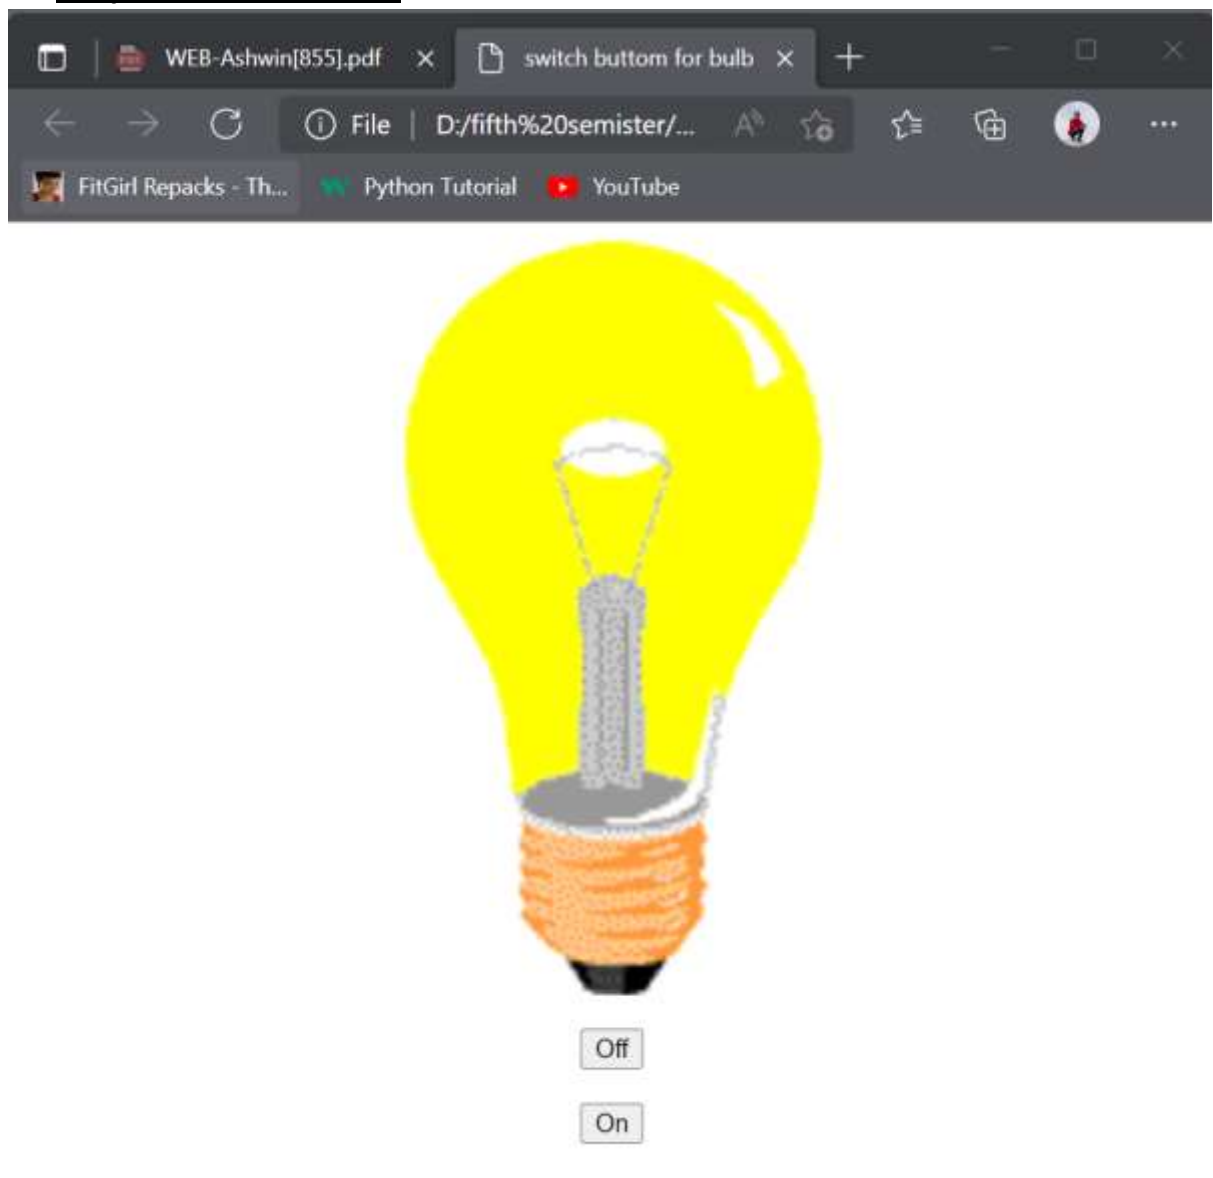 WEB-Ashwin[855].pdf switch buttom for bulb
File D:/fifth%20semister/...
FitGirl Repacks - Th... Python Tutorial YouTube
Off
On